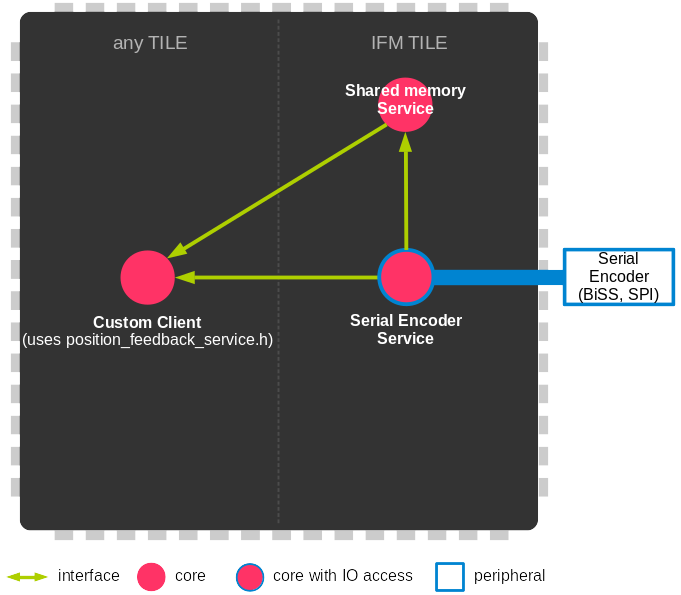 any TILE
IFM TILE
Shared memory
Service
Serial
Encoder
(BiSS, SPI)
Custom Client
(uses position_feedback_service.h)
Serial Encoder
Service
interface
core
core with IO access
peripheral